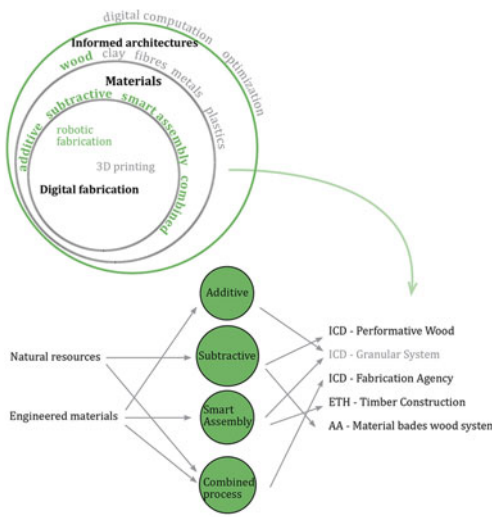 digital computation
optimization
Informed architectures
wood clay fibres metals plastics
Materials
additive subtractive smart assembly combined
robotic
fabrication
3D printing
Digital fabrication
Additive
Subtractive
Smart
Assembly
Combined
process
Natural resources
Engineered materials
ICD - Performative Wood
ICD - Granular System
ICD - Fabrication Agency
ETH - Timber Construction
AA - Material bades wood system